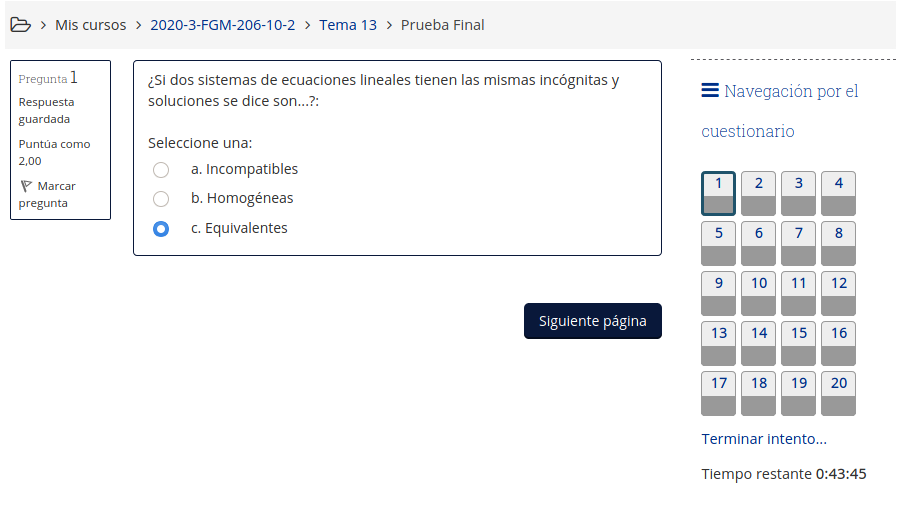 Mis cursos > 2020-3-FGM-206-10-2 > Tema 13 > Prueba Final
Pregunta 1
Respuesta
guardada
Puntúa como
2,00
Marcar
pregunta
¿Si dos sistemas de ecuaciones lineales tienen las mismas incógnitas y
soluciones se dice son...?:
Seleccione una:
a. Incompatibles
b. Homogéneas
c. Equivalentes
Siguiente página
Navegación por el
cuestionario
1 2 3 4
5 6 7 8
9 10 11 12
13 14 15 16
17 18 19 20
Terminar intento...
Tiempo restante 0:43:45